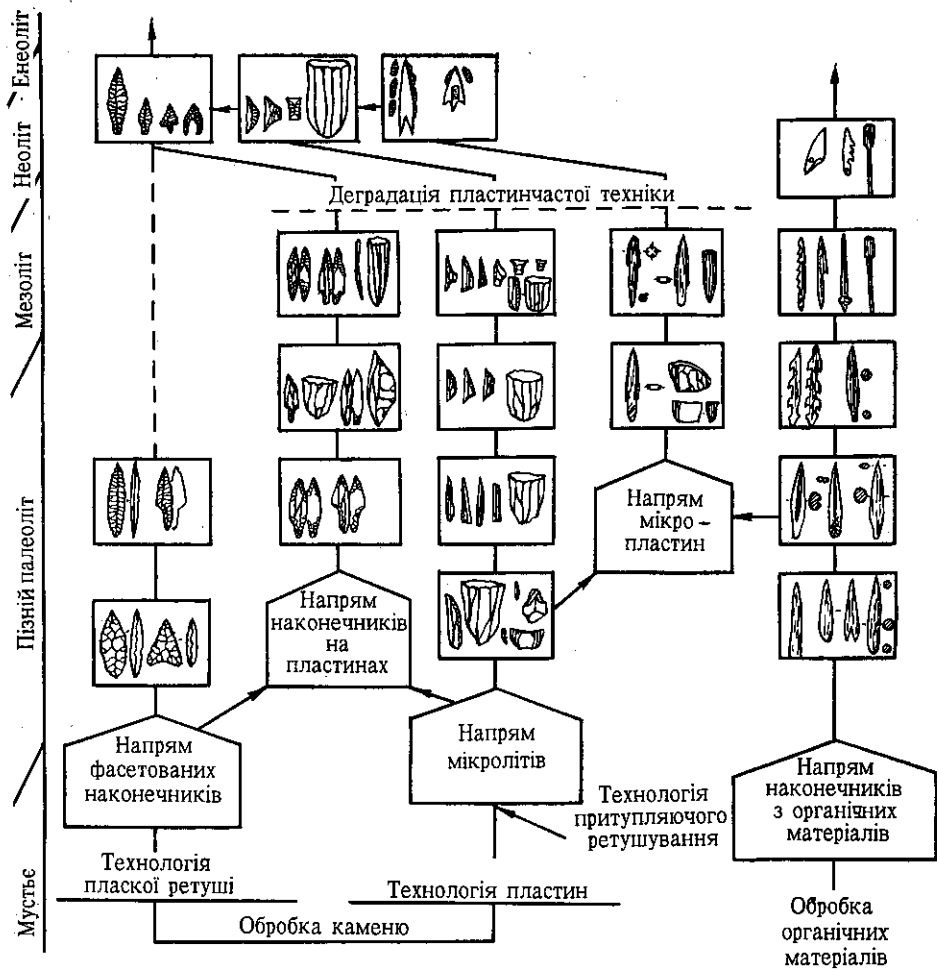 Енеоліт
Неоліт
Мезоліт
Пізній палеоліт
Мустьє
Деградація пластинчастої техніки
Напрям
мікро -
пластин
Напрям
наконечників
на
пластинах
Напрям
фасетованих
наконечників
Напрям
мікролітів
Напрям
наконечників
з органічних
матеріалів
Технологія
притупляючого
ретушування
Технологія
пласкої ретуші
Технологія пластин
Обробка каменю
Обробка
органічних
матеріалів